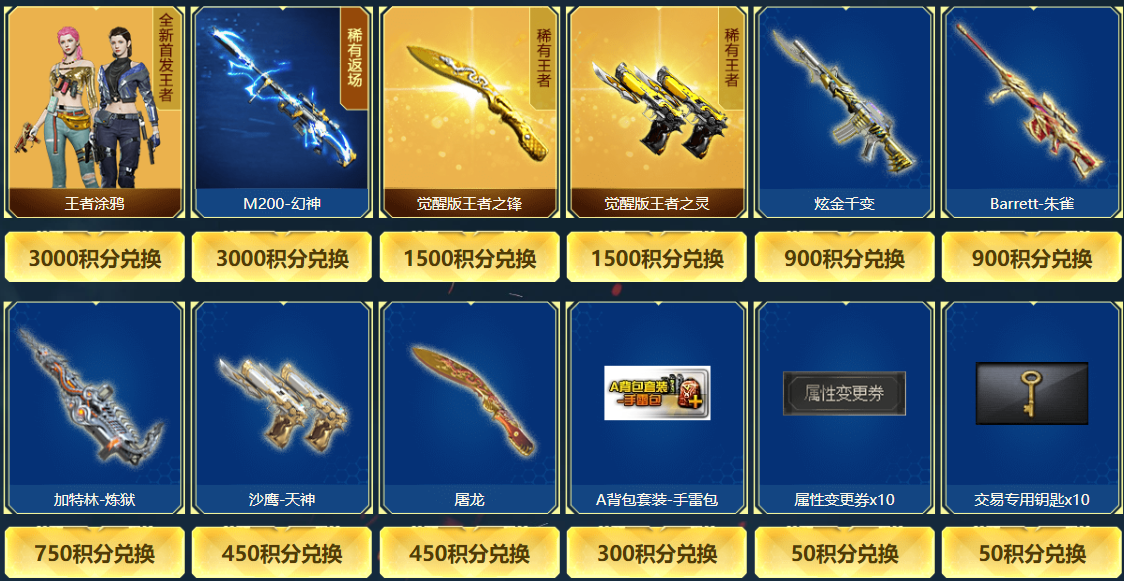 全新首发王者
稀有返场
稀有王者
稀有王者
王者涂鸦
M200-幻神
觉醒版王者之锋
觉醒版王者之灵
炫金千变
Barrett-朱雀
3000积分兑换
3000积分兑换
1500积分兑换
1500积分兑换
900积分兑换
900积分兑换
A背包套装
-手雷包
属性变更券
加特林-炼狱
沙鹰-天神
屠龙
A背包套装-手雷包
属性变更券x10
交易专用钥匙x10
750积分兑换
450积分兑换
450积分兑换
300积分兑换
50积分兑换
50积分兑换